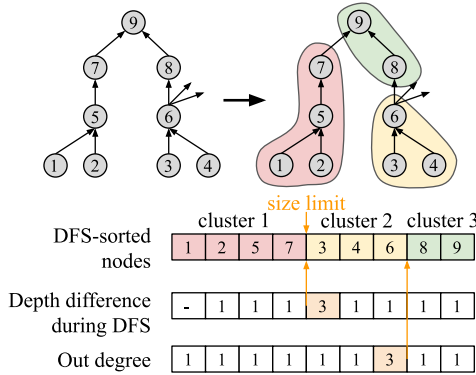 9 9
7 8 7 8
5 6 5 6
1 2 3 4 1 2 3 4
size limit
cluster 1 cluster 2 cluster 3
DFS-sorted nodes 1 2 5 7 3 4 6 8 9
Depth difference during DFS - 1 1 1 3 1 1 1 1
Out degree 1 1 1 1 1 1 3 1 1